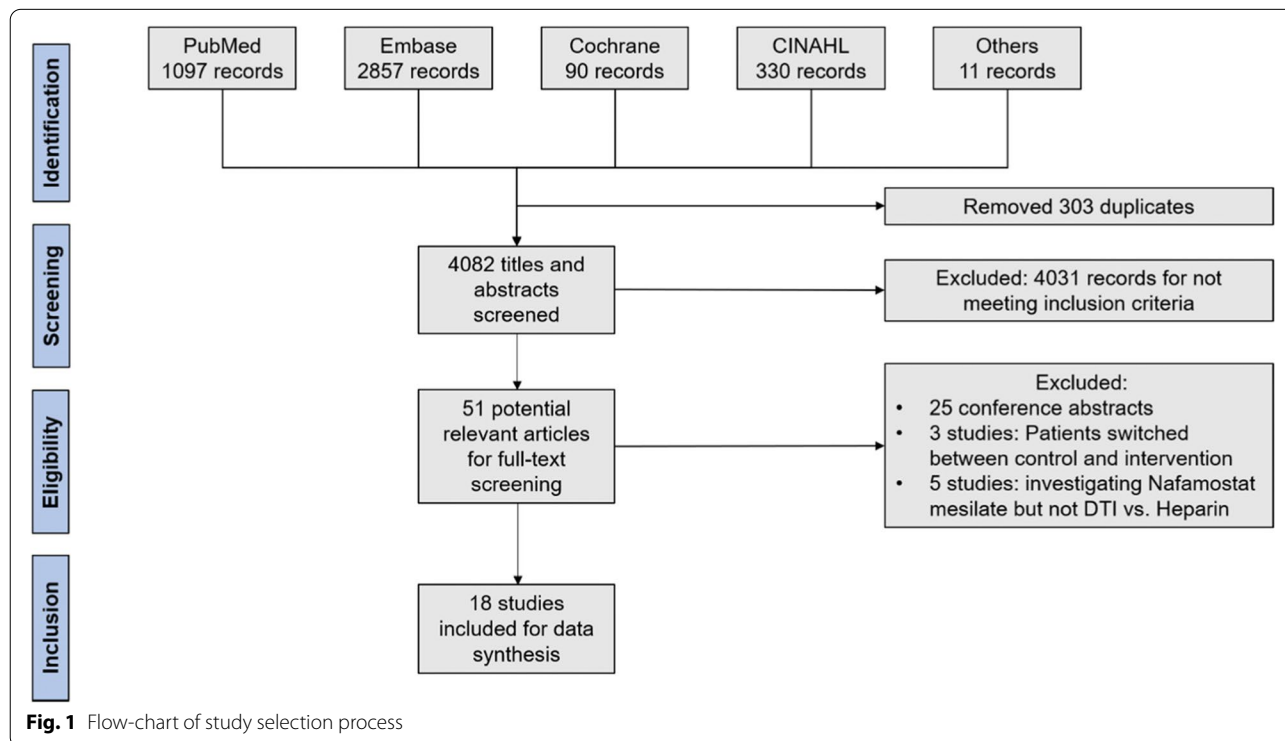 PubMed
1097 records
Embase
2857 records
Cochrane
90 records
CINAHL
330 records
Others
11 records
Identification
Removed 303 duplicates
Screening
4082 titles and
abstracts
screened
Excluded: 4031 records for not
meeting inclusion criteria
Eligibility
51 potential
relevant articles
for full-text
screening
Excluded:
• 25 conference abstracts
• 3 studies: Patients switched
between control and intervention
• 5 studies: investigating Nafamostat
mesilate but not DTI vs. Heparin
Inclusion
18 studies
included for data
synthesis
Fig. 1 Flow-chart of study selection process